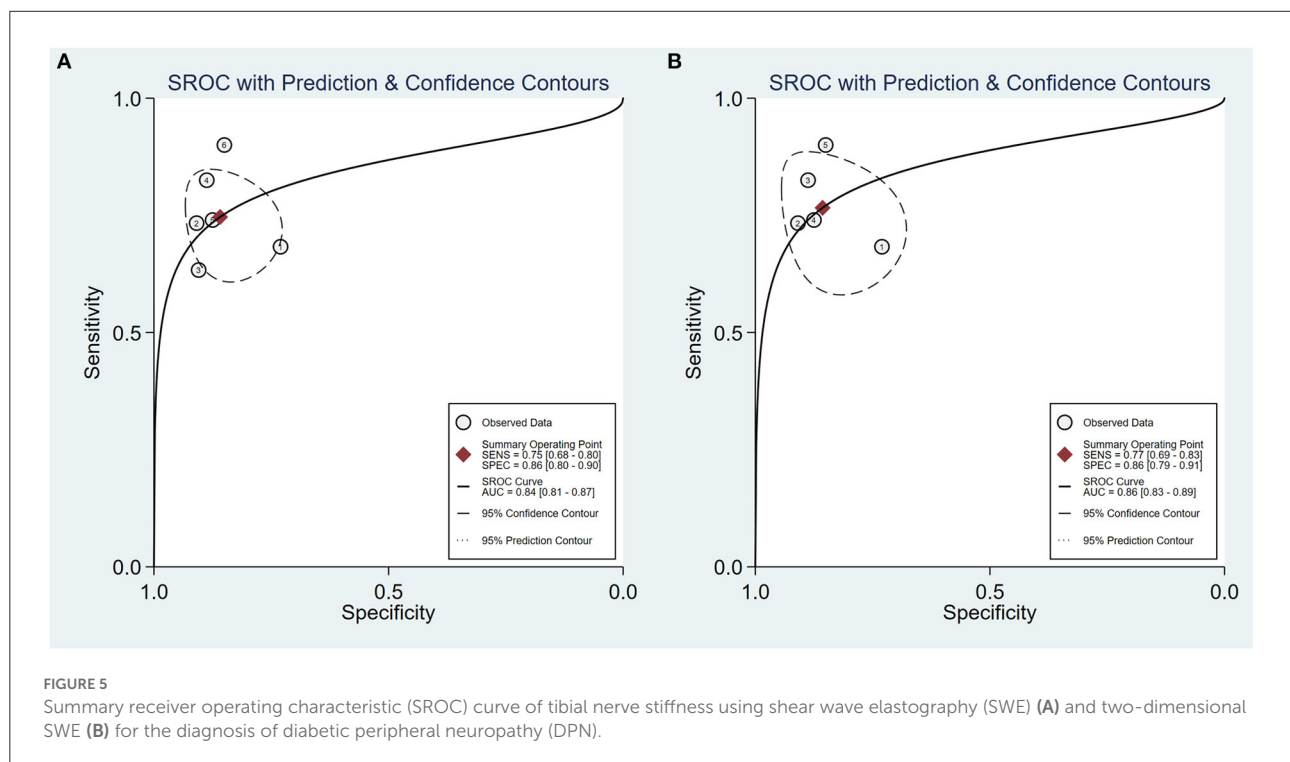 A
SROC with Prediction & Confidence Contours
1.0
0.5
0.0
Sensitivity
6
4
2
3
1
Observed Data
Summary Operating Point
SENS = 0.75 [0.68 - 0.80]
SPEC = 0.86 [0.80 - 0.90]
SROC Curve
AUC = 0.84 [0.81 - 0.87]
95% Confidence Contour
95% Prediction Contour
1.0
0.5
0.0
Specificity
B
SROC with Prediction & Confidence Contours
1.0
0.5
0.0
Sensitivity
5
3
2
4
1
Observed Data
Summary Operating Point
SENS = 0.77 [0.69 - 0.83]
SPEC = 0.86 [0.79 - 0.91]
SROC Curve
AUC = 0.86 [0.83 - 0.89]
95% Confidence Contour
95% Prediction Contour
1.0
0.5
0.0
Specificity
FIGURE 5
Summary receiver operating characteristic (SROC) curve of tibial nerve stiffness using shear wave elastography (SWE) (A) and two-dimensional
SWE (B) for the diagnosis of diabetic peripheral neuropathy (DPN).